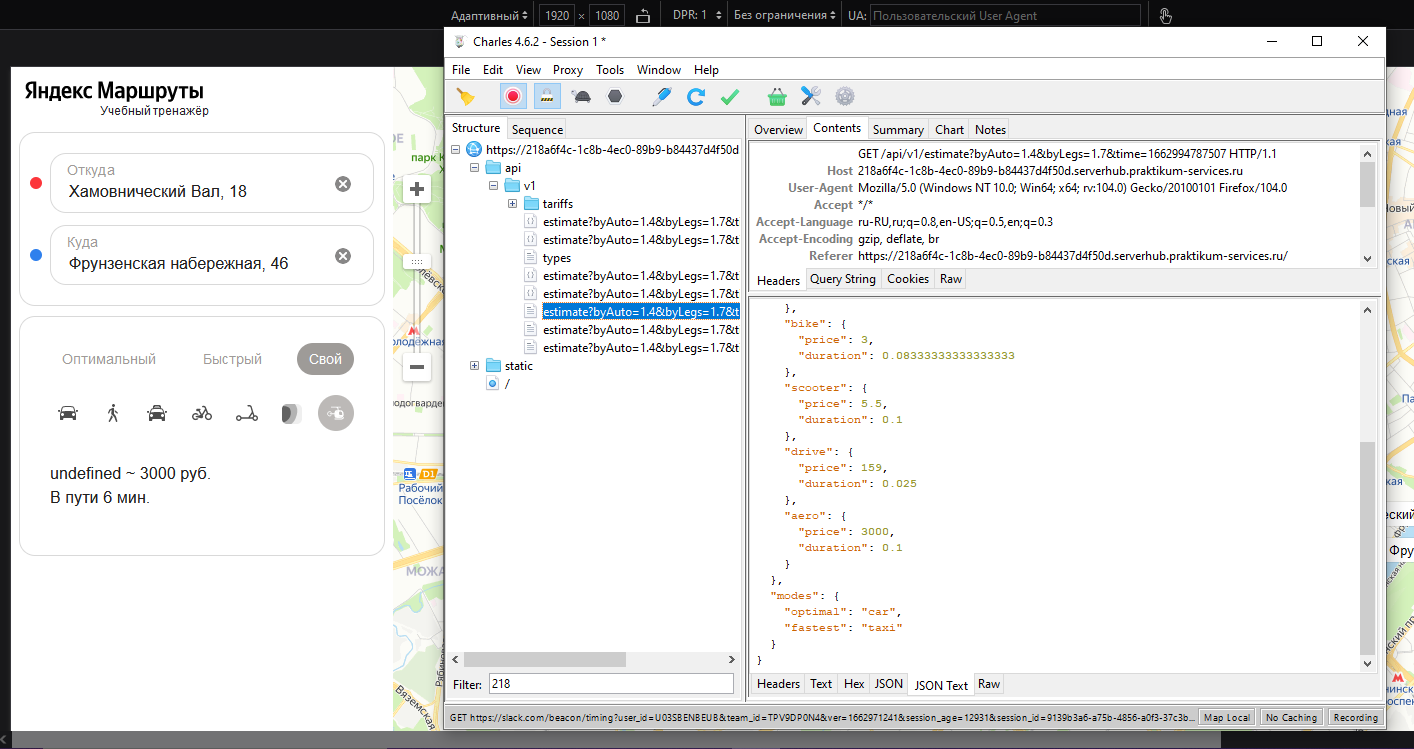 Адаптивный 1920 × 1080 DPR: 1 Без ограничения UA: Пользовательский User Agent
Charles 4.6.2 - Session 1 *
File Edit View Proxy Tools Window Help
Яндекс Маршруты
Учебный тренажёр
Откуда
Хамовнический Вал, 18
Куда
Фрунзенская набережная, 46
Оптимальный Быстрый Свой
undefined ~ 3000 руб.
В пути 6 мин.
парк К
D1
Рабочий
Посёлок
МОЖА
Вяземская
Structure Sequence
https://218a6f4c-1c8b-4ec0-89b9-b84437d4f50d
api
v1
tariffs
estimate?byAuto=1.4&byLegs=1.7&t
estimate?byAuto=1.4&byLegs=1.7&t
types
estimate?byAuto=1.4&byLegs=1.7&t
estimate?byAuto=1.4&byLegs=1.7&t
estimate?byAuto=1.4&byLegs=1.7&t
estimate?byAuto=1.4&byLegs=1.7&t
estimate?byAuto=1.4&byLegs=1.7&t
static
/
Filter: 218
Overview Contents Summary Chart Notes
GET /api/v1/estimate?byAuto=1.4&byLegs=1.7&time=1662994787507 HTTP/1.1
Host 218a6f4c-1c8b-4ec0-89b9-b84437d4f50d.serverhub.praktikum-services.ru
User-Agent Mozilla/5.0 (Windows NT 10.0; Win64; x64; rv:104.0) Gecko/20100101 Firefox/104.0
Accept */*
Accept-Language ru-RU,ru;q=0.8,en-US;q=0.5,en;q=0.3
Accept-Encoding gzip, deflate, br
Referer https://218a6f4c-1c8b-4ec0-89b9-b84437d4f50d.serverhub.praktikum-services.ru/
Headers Query String Cookies Raw
},
"bike": {
"price": 3,
"duration": 0.08333333333333333
},
"scooter": {
"price": 5.5,
"duration": 0.1
},
"drive": {
"price": 159,
"duration": 0.025
},
"aero": {
"price": 3000,
"duration": 0.1
}
},
"modes": {
"optimal": "car",
"fastest": "taxi"
}
}
Headers Text Hex JSON JSON Text Raw
GET https://slack.com/beacon/timing?user_id=U03SBENBEUB&team_id=TPV9DP0N4&ver=1662971241&session_age=12931&session_id=9139b3a6-a75b-4856-a0f3-37c3b... Map Local No Caching Recording